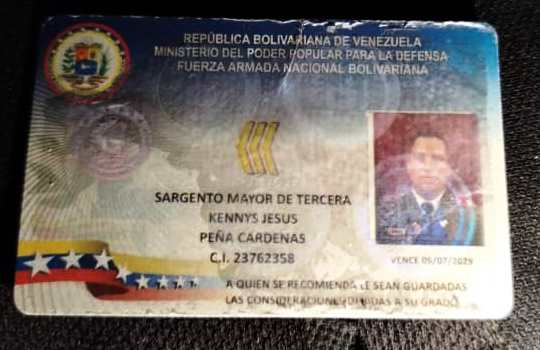 REPÚBLICA BOLIVARIANA DE VENEZUELA
MINISTERIO DEL PODER POPULAR PARA LA DEFENSA
FUERZA ARMADA NACIONAL BOLIVARIANA
SARGENTO MAYOR DE TERCERA
KENNYS JESUS
PEÑA CARDENAS
C.I. 23762358
VENCE 05/07/2029
A QUIEN SE RECOMIENDA LE SEAN GUARDADAS
LAS CONSIDERACIONES DEBIDAS A SU GRADO